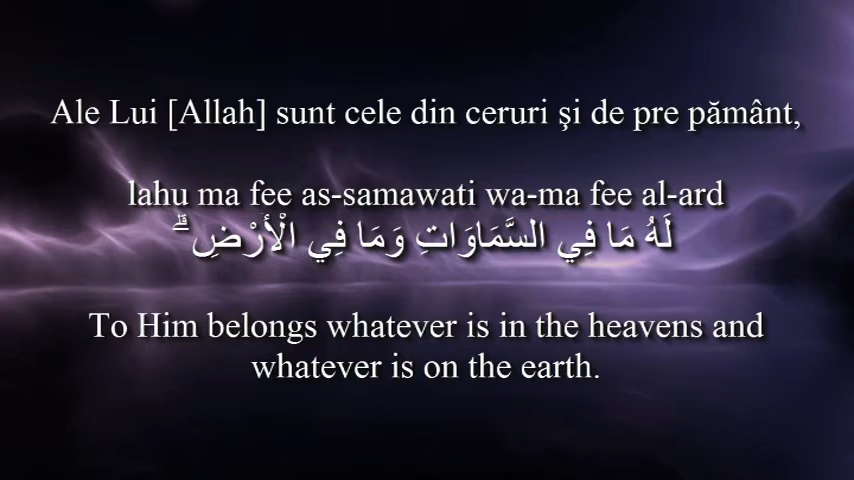 Ale Lui [Allah] sunt cele din ceruri şi de pre pământ,
lahu ma fee as-samawati wa-ma fee al-ard
لَهُ مَا فِي السَّمَاوَاتِ وَمَا فِي الْأَرْضِ ۗ
To Him belongs whatever is in the heavens and
whatever is on the earth.